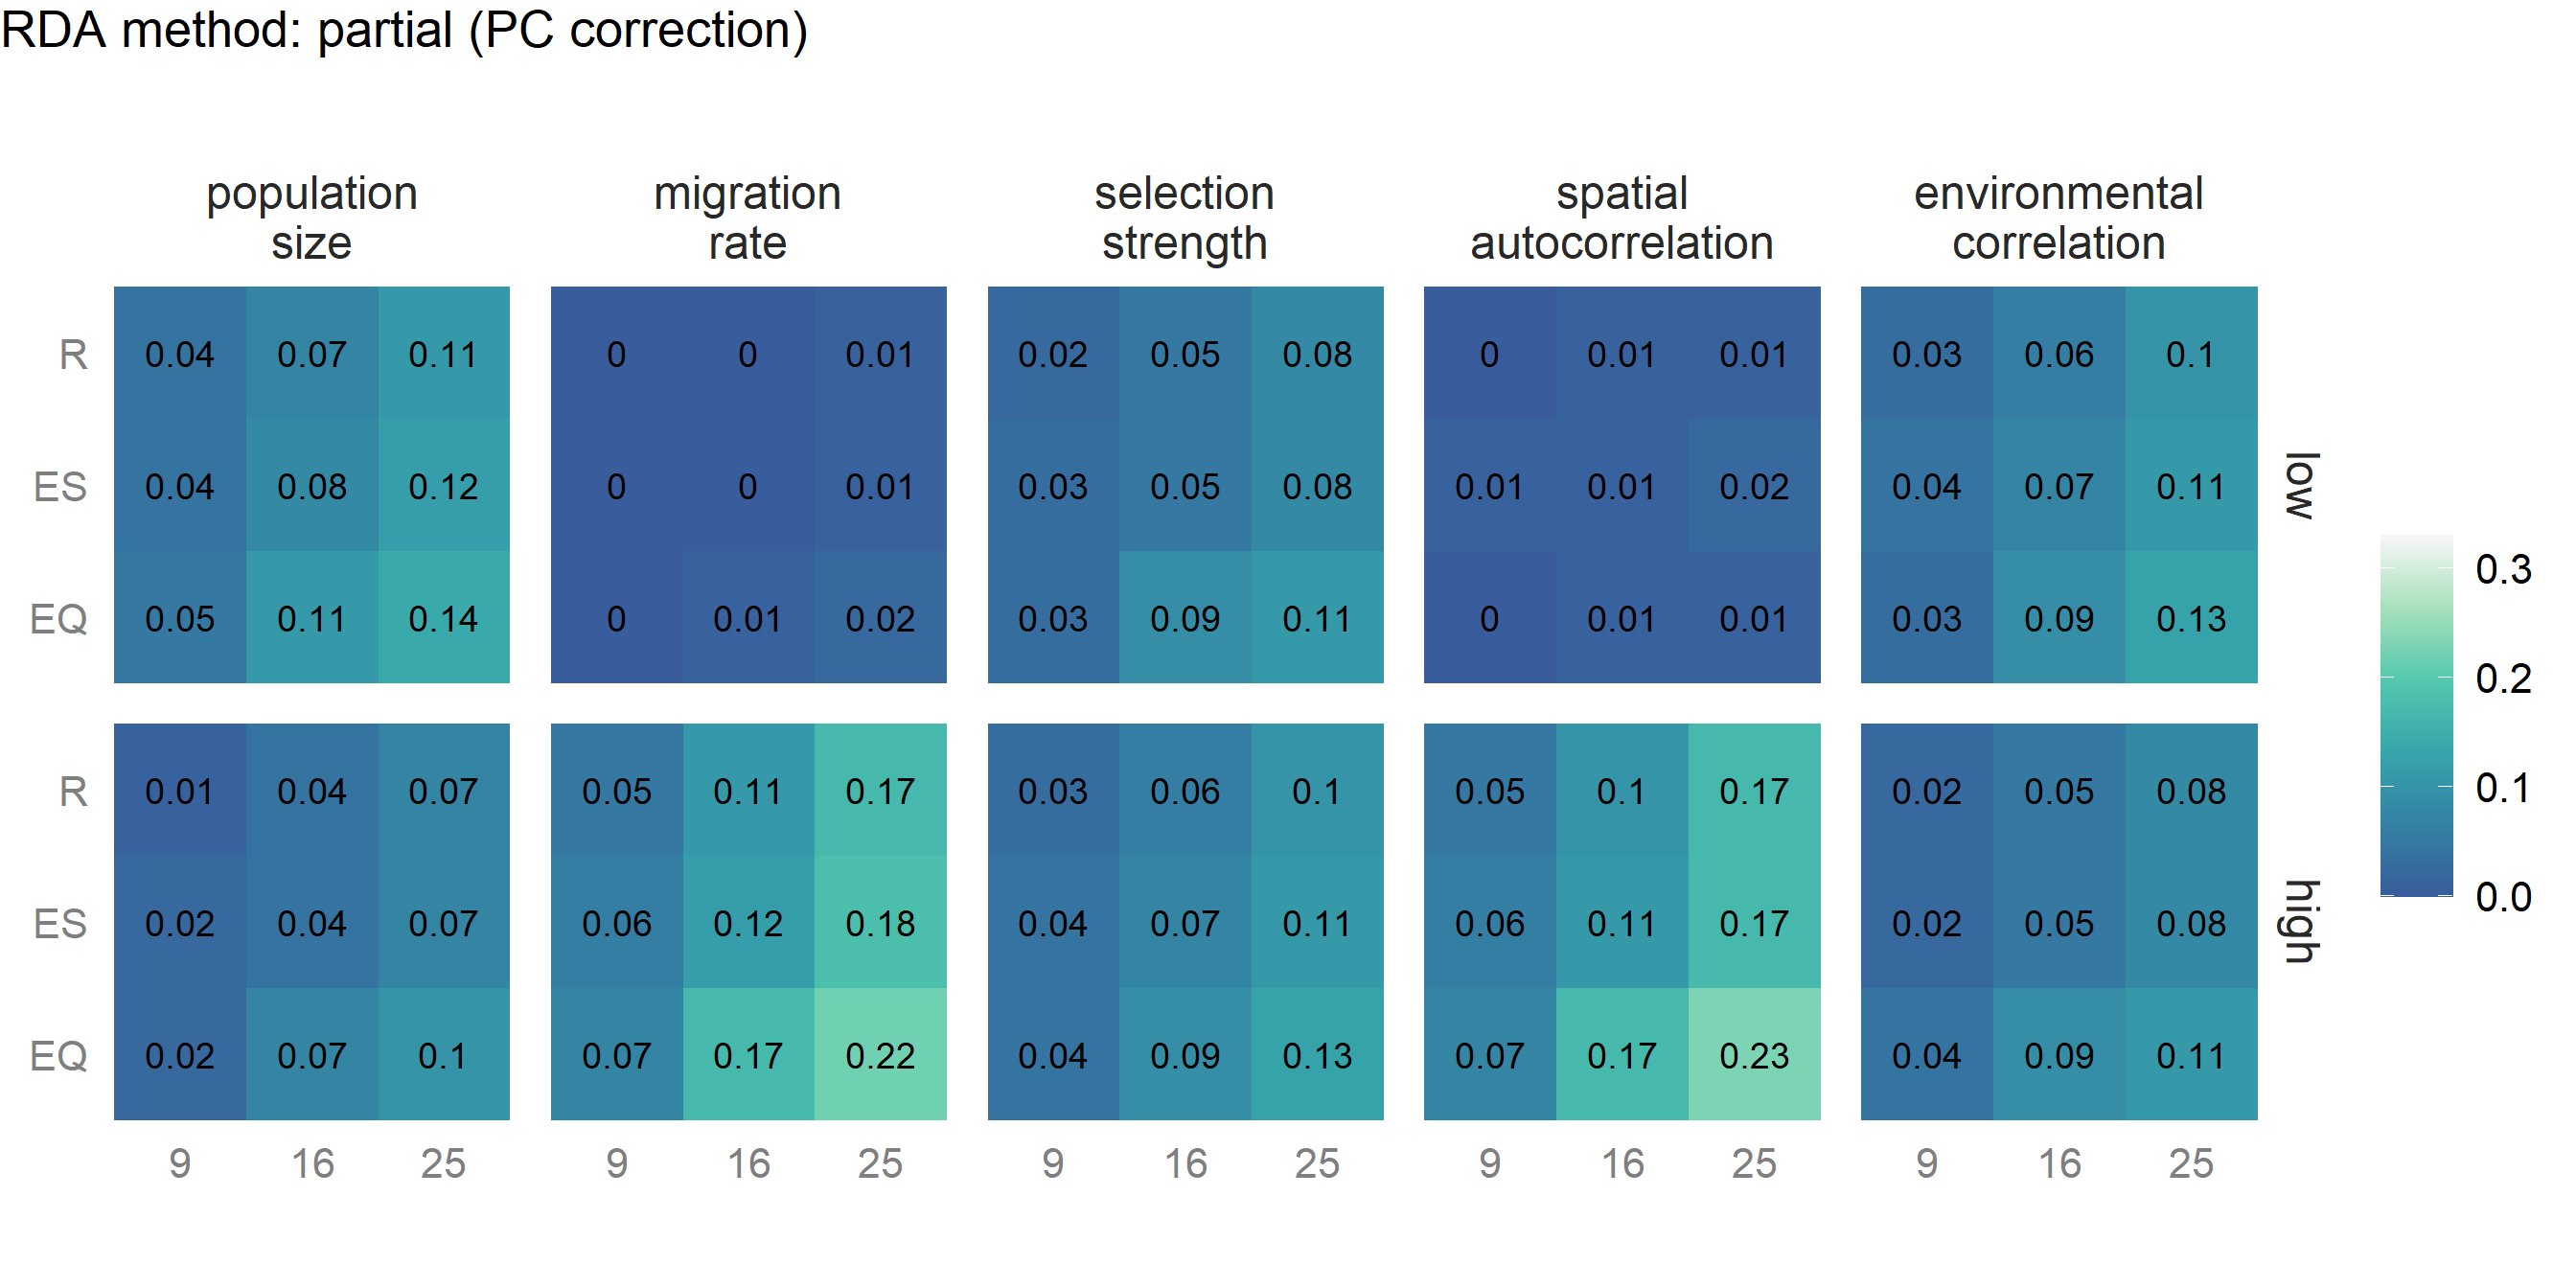 RDA method: partial (PC correction)
population
size
migration
rate
selection
strength
spatial
autocorrelation
environmental
correlation
R 0.04 0.07 0.11 0 0 0.01 0.02 0.05 0.08 0 0.01 0.01 0.03 0.06 0.1
ES 0.04 0.08 0.12 0 0 0.01 0.03 0.05 0.08 0.01 0.01 0.02 0.04 0.07 0.11
EQ 0.05 0.11 0.14 0 0.01 0.02 0.03 0.09 0.11 0 0.01 0.01 0.03 0.09 0.13
low
R 0.01 0.04 0.07 0.05 0.11 0.17 0.03 0.06 0.1 0.05 0.1 0.17 0.02 0.05 0.08
ES 0.02 0.04 0.07 0.06 0.12 0.18 0.04 0.07 0.11 0.06 0.11 0.17 0.02 0.05 0.08
EQ 0.02 0.07 0.1 0.07 0.17 0.22 0.04 0.09 0.13 0.07 0.17 0.23 0.04 0.09 0.11
high
9 16 25 9 16 25 9 16 25 9 16 25 9 16 25
0.3
0.2
0.1
0.0